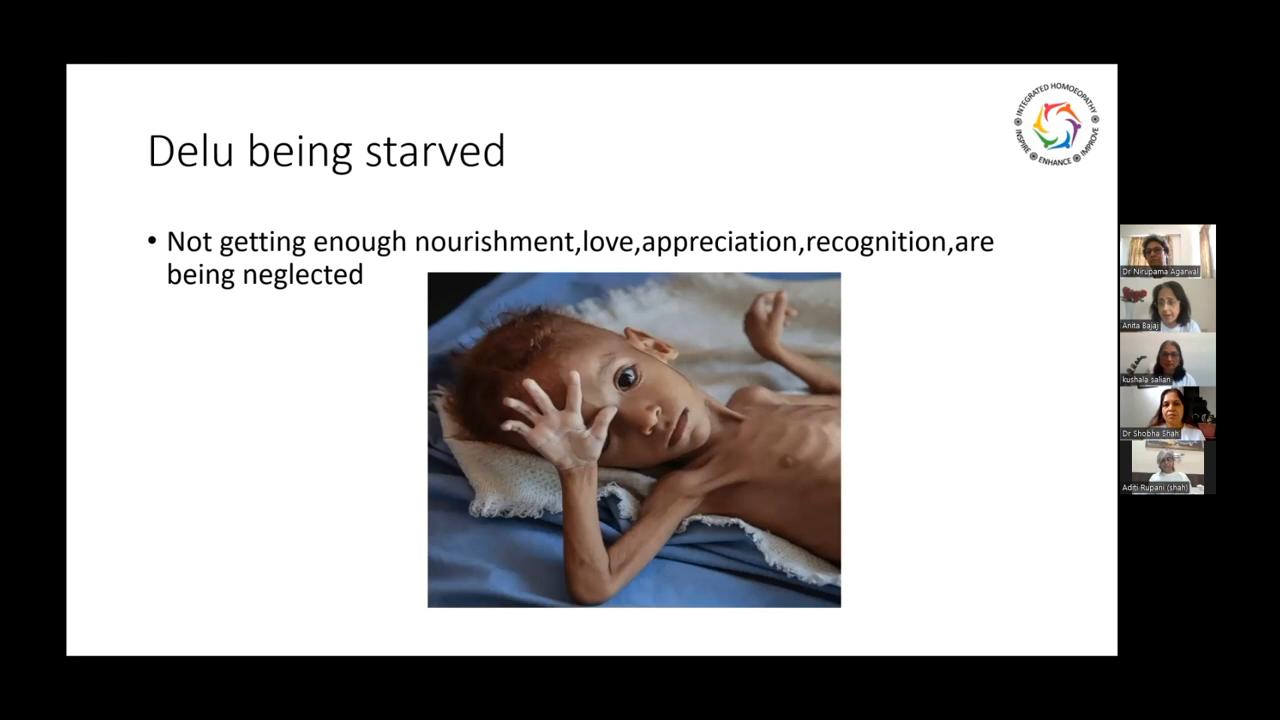 Delu being starved
• Not getting enough nourishment,love,appreciation,recognition,are
being neglected
INTEGRATED HOMOEOPATHY
INSPIRE ENHANCE IMPROVE
Dr Nirupama Agarwal
Anita Bajaj
kushala salian
Dr Shobha Shah
Aditi Rupani (shah)